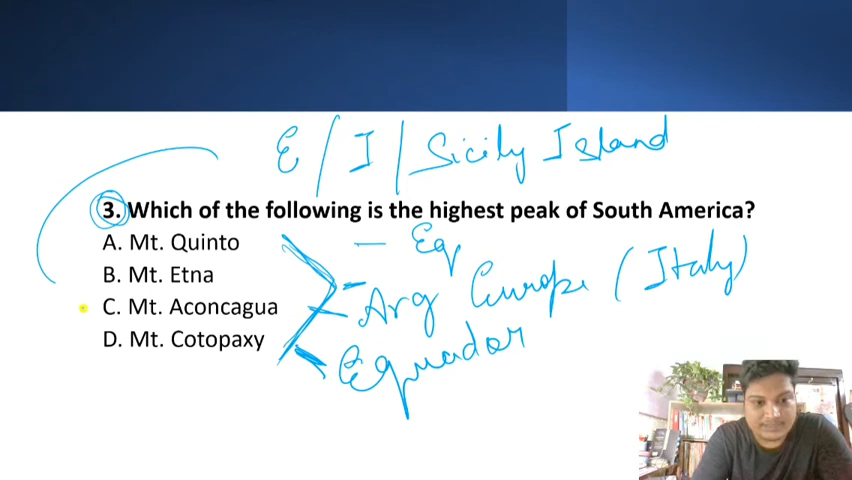 E / I / Sicily Island
3. Which of the following is the highest peak of South America?
A. Mt. Quinto
— Eq
B. Mt. Etna
— Europe (Italy)
C. Mt. Aconcagua
— Arg
D. Mt. Cotopaxy
— Equador